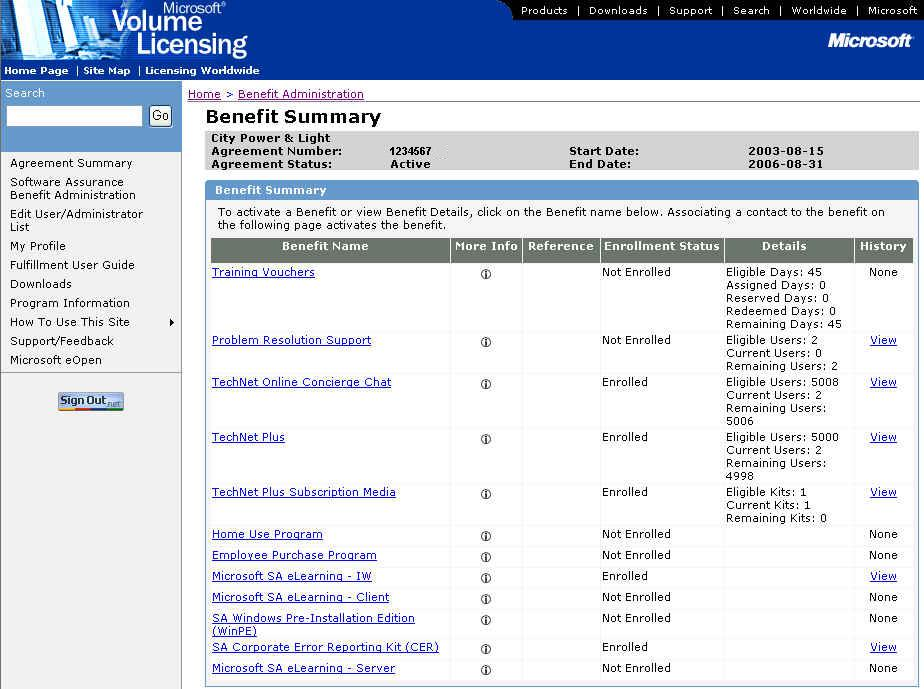 Microsoft®
Volume
Licensing
Products | Downloads | Support | Search | Worldwide | Microsoft
Microsoft
Home Page | Site Map | Licensing Worldwide
Search
Go
Agreement Summary
Software Assurance
Benefit Administration
Edit User/Administrator
List
My Profile
Fulfillment User Guide
Downloads
Program Information
How To Use This Site
Support/Feedback
Microsoft eOpen
Sign Out .net
Home > Benefit Administration
Benefit Summary
City Power & Light
Agreement Number: 1234567 Start Date: 2003-08-15
Agreement Status: Active End Date: 2006-08-31
Benefit Summary
To activate a Benefit or view Benefit Details, click on the Benefit name below. Associating a contact to the benefit on
the following page activates the benefit.
Benefit Name More Info Reference Enrollment Status Details History
Training Vouchers Not Enrolled Eligible Days: 45 None
Assigned Days: 0
Reserved Days: 0
Redeemed Days: 0
Remaining Days: 45
Problem Resolution Support Not Enrolled Eligible Users: 2 View
Current Users: 0
Remaining Users: 2
TechNet Online Concierge Chat Enrolled Eligible Users: 5008 View
Current Users: 2
Remaining Users:
5006
TechNet Plus Enrolled Eligible Users: 5000 View
Current Users: 2
Remaining Users:
4998
TechNet Plus Subscription Media Enrolled Eligible Kits: 1 View
Current Kits: 1
Remaining Kits: 0
Home Use Program Not Enrolled None
Employee Purchase Program Not Enrolled None
Microsoft SA eLearning - IW Enrolled View
Microsoft SA eLearning - Client Not Enrolled None
SA Windows Pre-Installation Edition Not Enrolled None
(WinPE)
SA Corporate Error Reporting Kit (CER) Enrolled View
Microsoft SA eLearning - Server Not Enrolled None